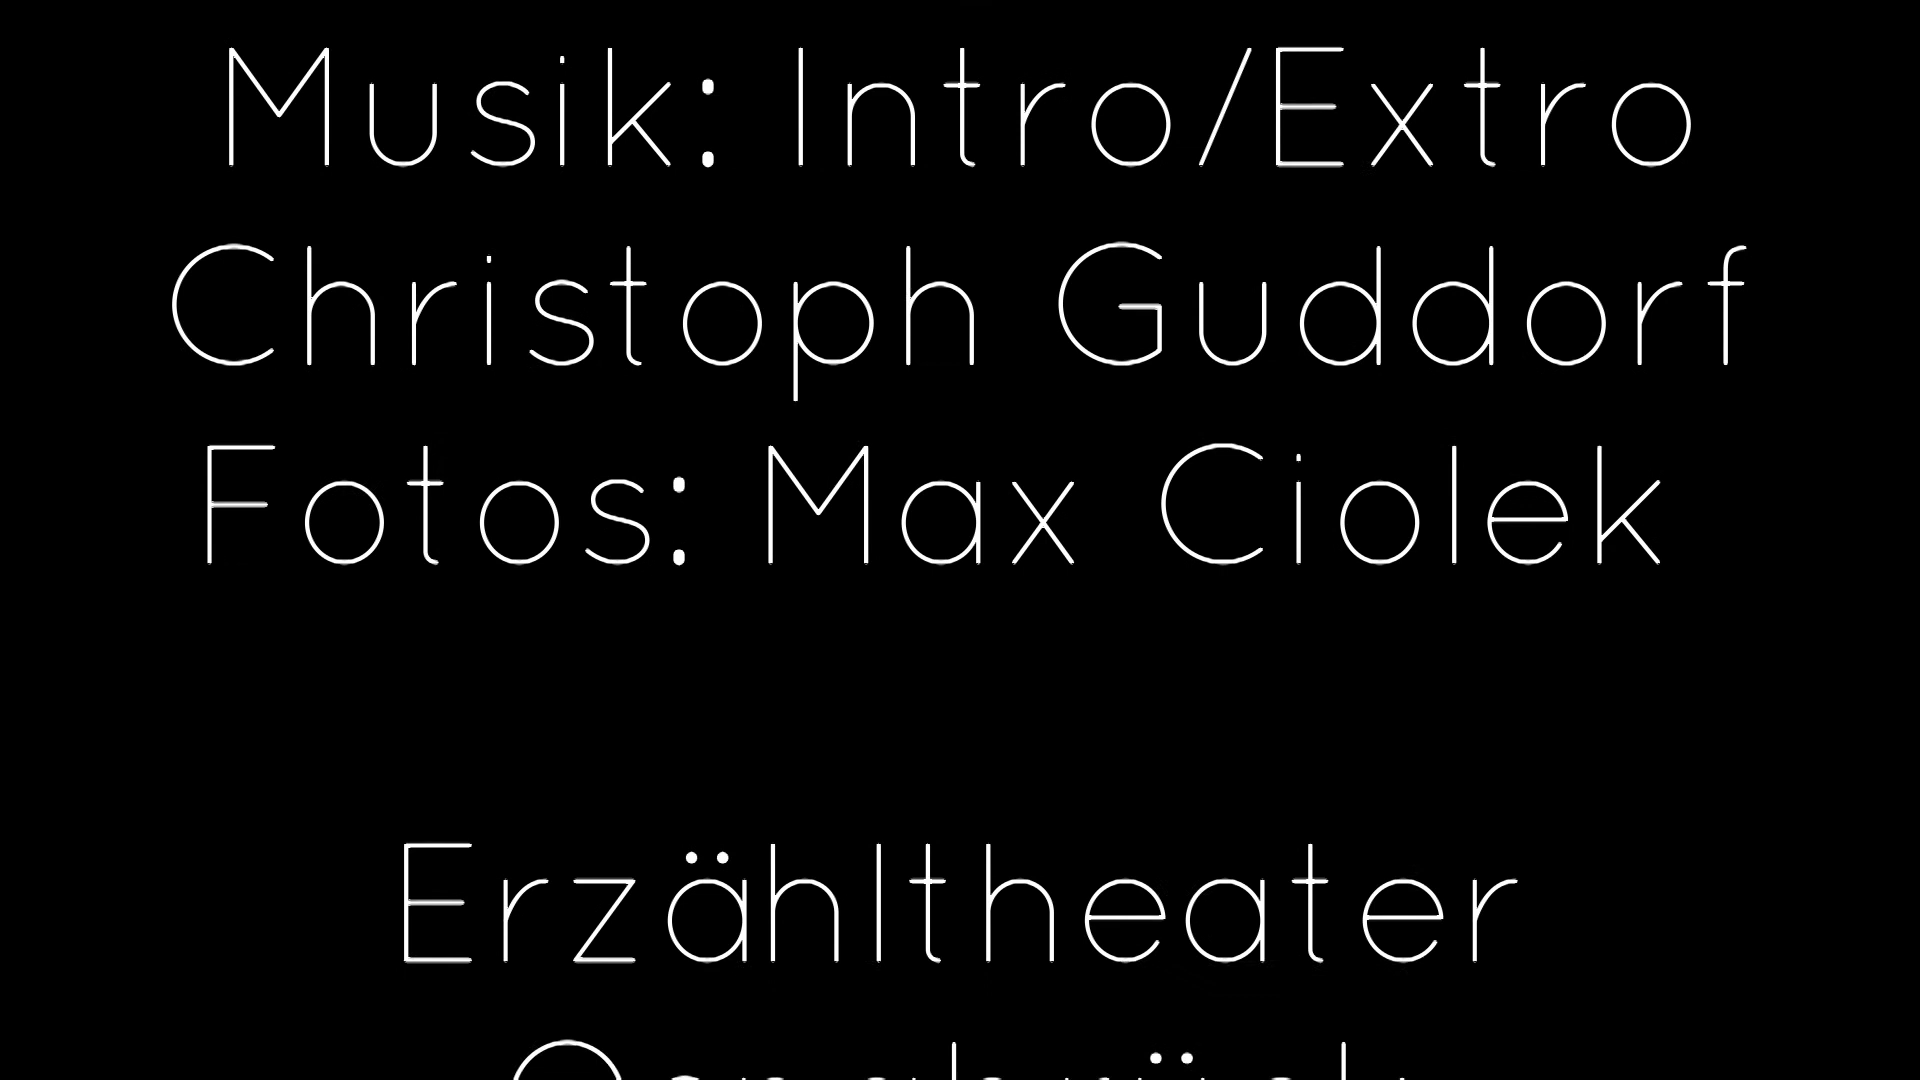 Musik: Intro/Extro
Christoph Guddorf
Fotos: Max Ciolek
Erzähltheater